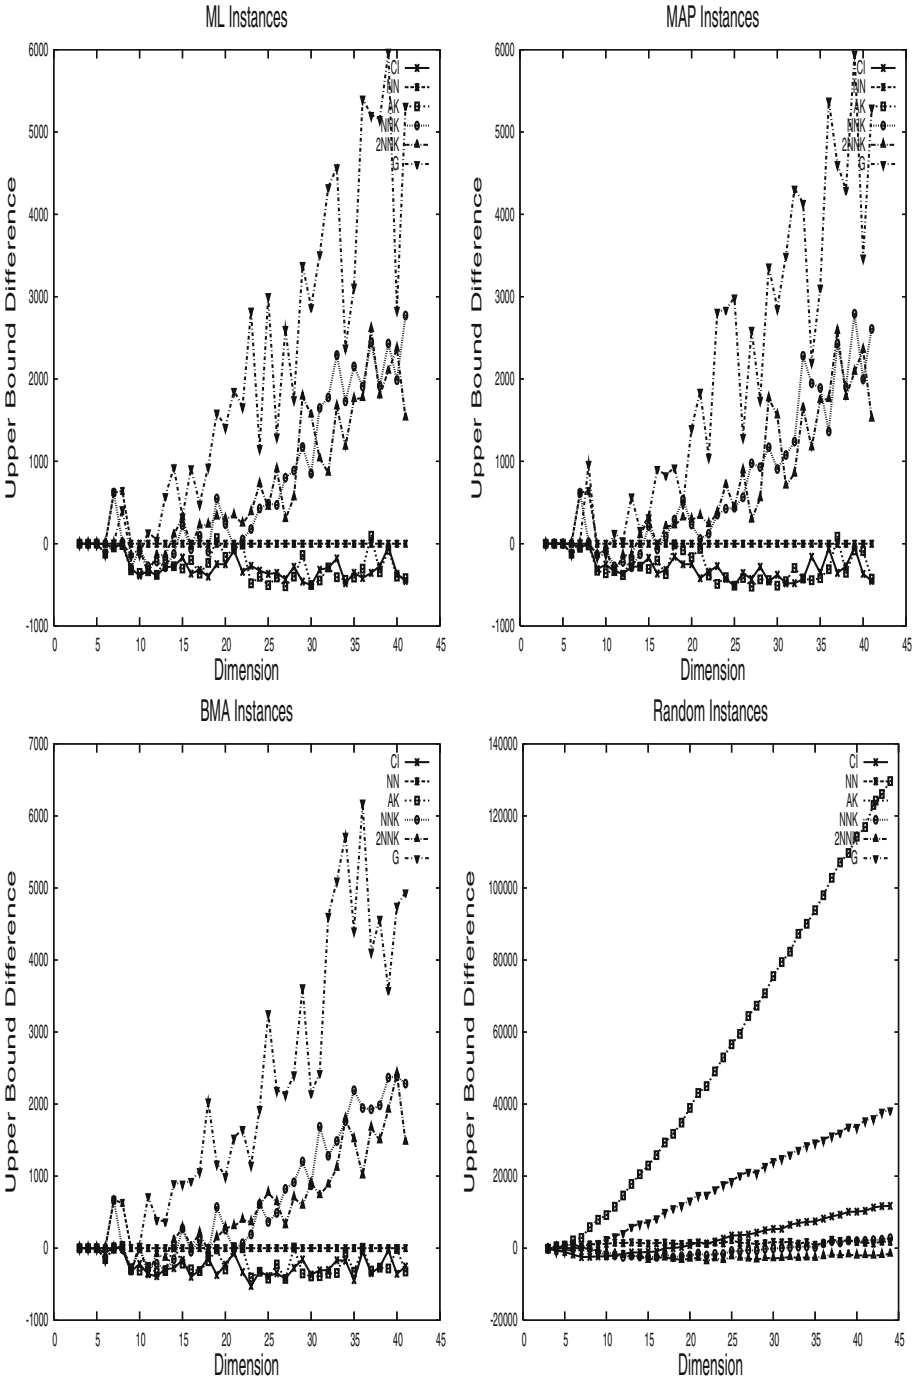 ML Instances
Upper Bound Difference
6000
5000
4000
3000
2000
1000
0
-1000
CI
NN
AK
NNK
2NNK
G
0 5 10 15 20 25 30 35 40 45
Dimension
MAP Instances
Upper Bound Difference
6000
5000
4000
3000
2000
1000
0
-1000
CI
NN
AK
NNK
2NNK
G
0 5 10 15 20 25 30 35 40 45
Dimension
BMA Instances
Upper Bound Difference
7000
6000
5000
4000
3000
2000
1000
0
-1000
CI
NN
AK
NNK
2NNK
G
0 5 10 15 20 25 30 35 40 45
Dimension
Random Instances
Upper Bound Difference
140000
120000
100000
80000
60000
40000
20000
0
-20000
CI
NN
AK
NNK
2NNK
G
0 5 10 15 20 25 30 35 40 45
Dimension